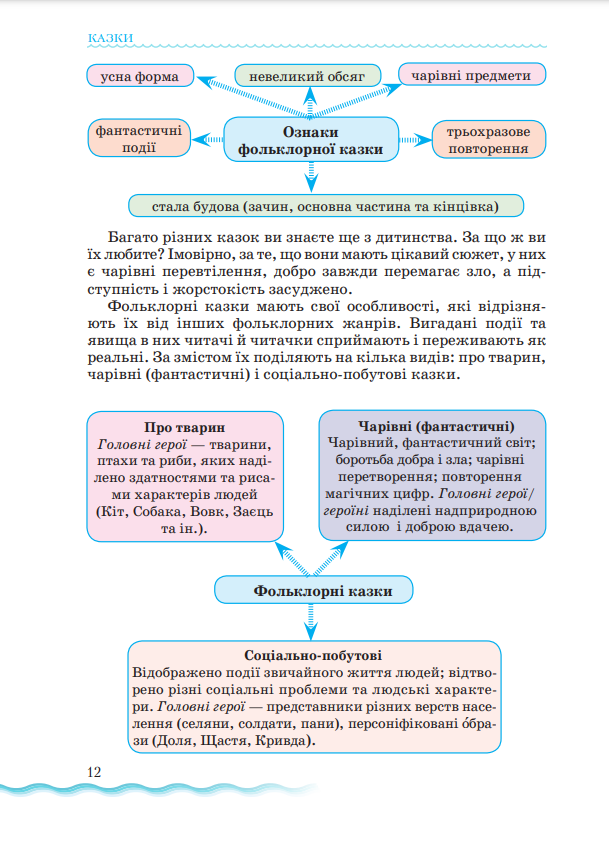 КАЗКИ
усна форма
невеликий обсяг
чарівні предмети
фантастичні
події
Ознаки
фольклорної казки
трьохразове
повторення
стала будова (зачин, основна частина та кінцівка)
Багато різних казок ви знаєте ще з дитинства. За що ж ви
їх любите? Імовірно, за те, що вони мають цікавий сюжет, у них
є чарівні перевтілення, добро завжди перемагає зло, а під-
ступність і жорстокість засуджено.
Фольклорні казки мають свої особливості, які відрізня-
ють їх від інших фольклорних жанрів. Вигадані події та
явища в них читачі й читачки сприймають і переживають як
реальні. За змістом їх поділяють на кілька видів: про тварин,
чарівні (фантастичні) і соціально-побутові казки.
Про тварин
Головні герої — тварини,
птахи та риби, яких наді-
лено здатностями та риса-
ми характерів людей
(Кіт, Собака, Вовк, Заєць
та ін.).
Чарівні (фантастичні)
Чарівний, фантастичний світ;
боротьба добра і зла; чарівні
перетворення; повторення
магічних цифр. Головні герої/
героїні наділені надприродною
силою і доброю вдачею.
Фольклорні казки
Соціально-побутові
Відображено події звичайного життя людей; відтво-
рено різні соціальні проблеми та людські характе-
ри. Головні герої — представники різних верств насе-
лення (селяни, солдати, пани), персоніфіковані о́бра-
зи (Доля, Щастя, Кривда).
12